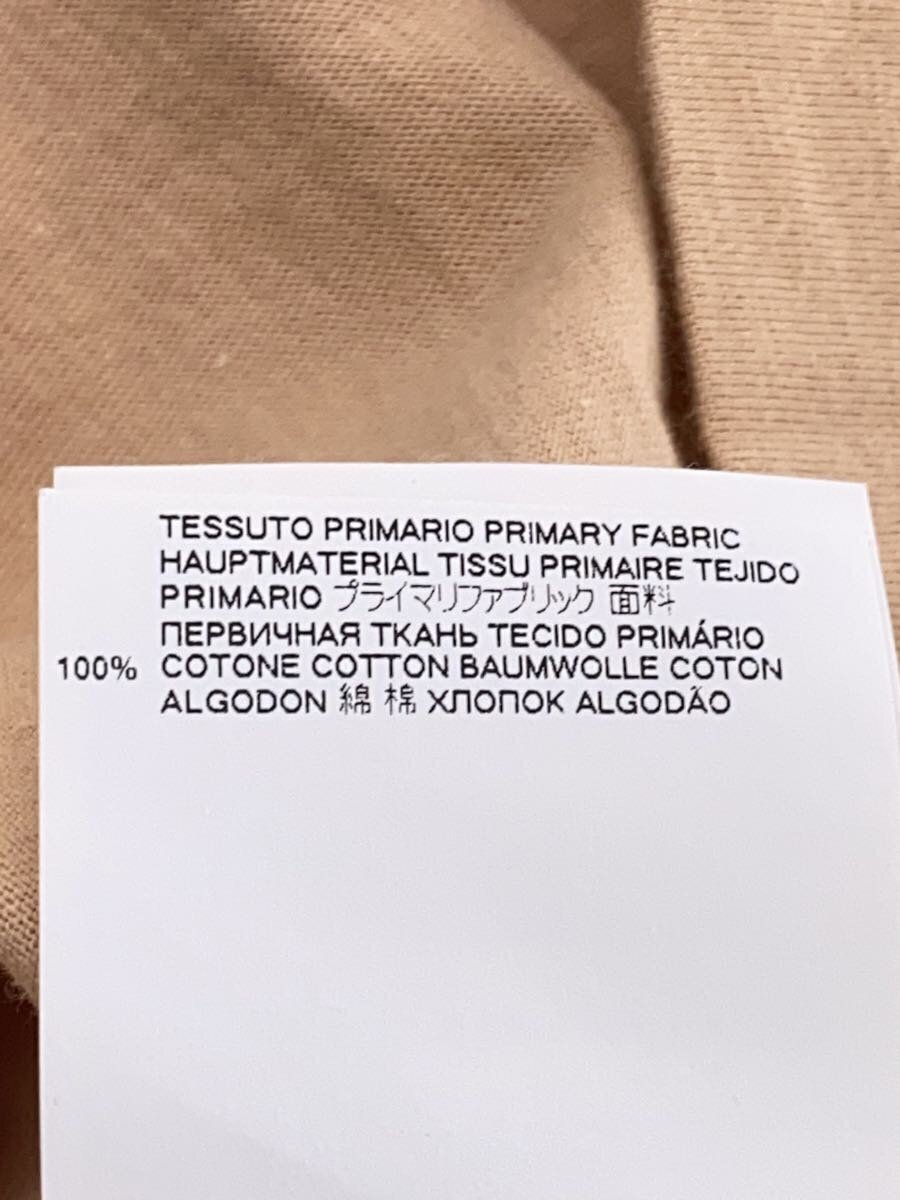 TESSUTO PRIMARIO PRIMARY FABRIC
HAUPTMATERIAL TISSU PRIMAIRE TEJIDO
PRIMARIO プライマリファブリック 面料
ПЕРВИЧНАЯ ТКАНЬ TECIDO PRIMÁRIO
100% COTONE COTTON BAUMWOLLE COTON
ALGODON 綿 棉 ХЛОПОК ALGODÃO